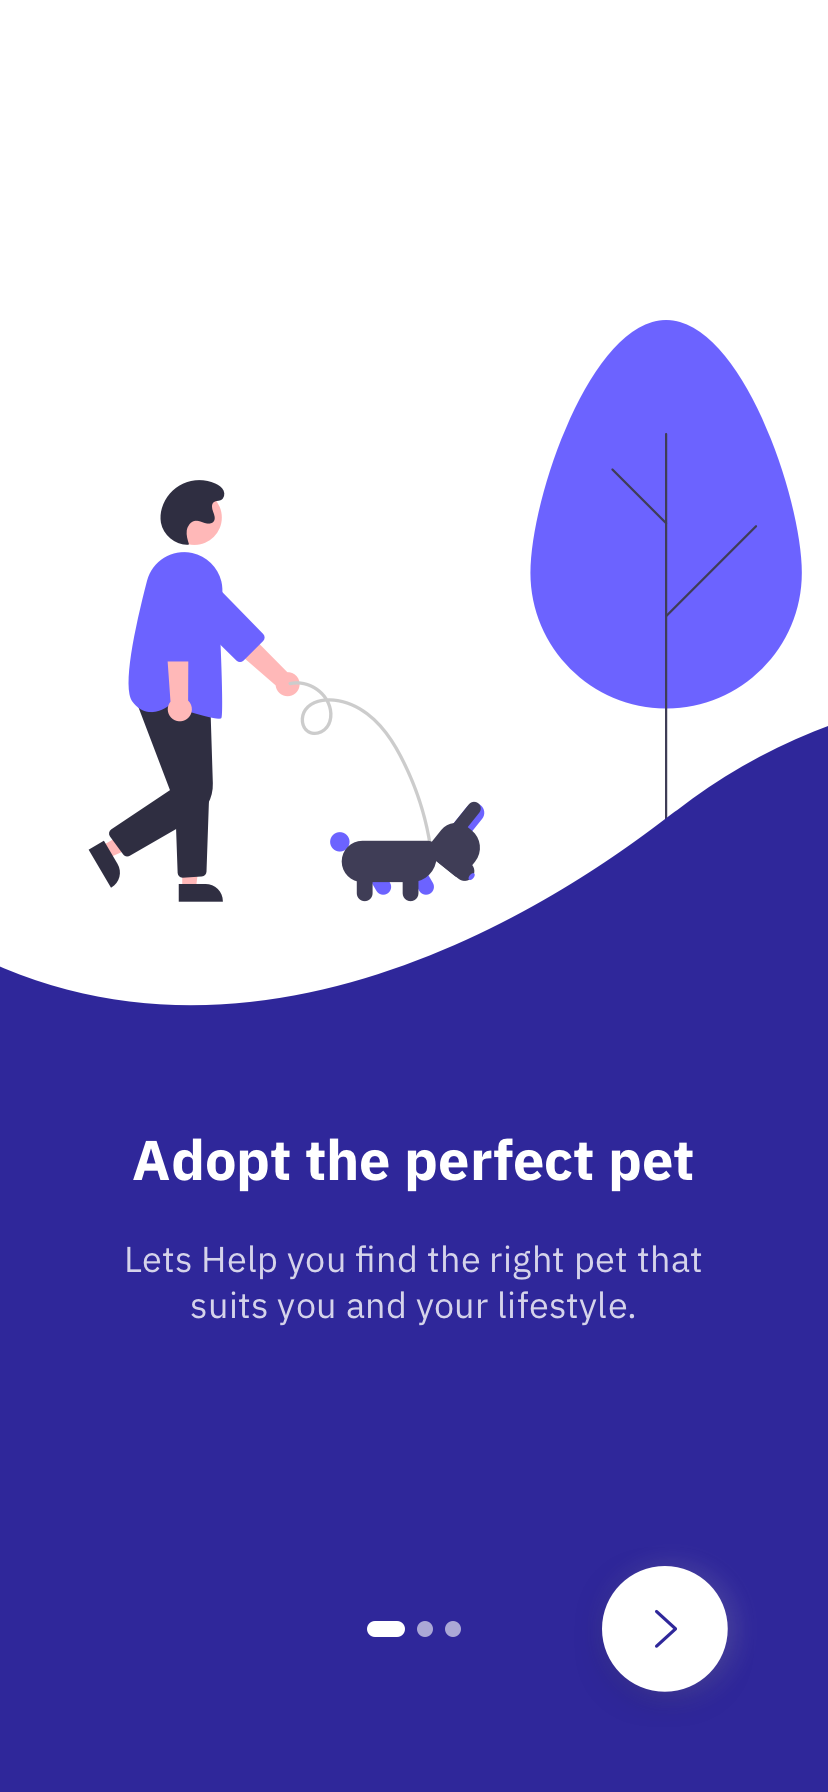 Adopt the perfect pet
Lets Help you find the right pet that
suits you and your lifestyle.